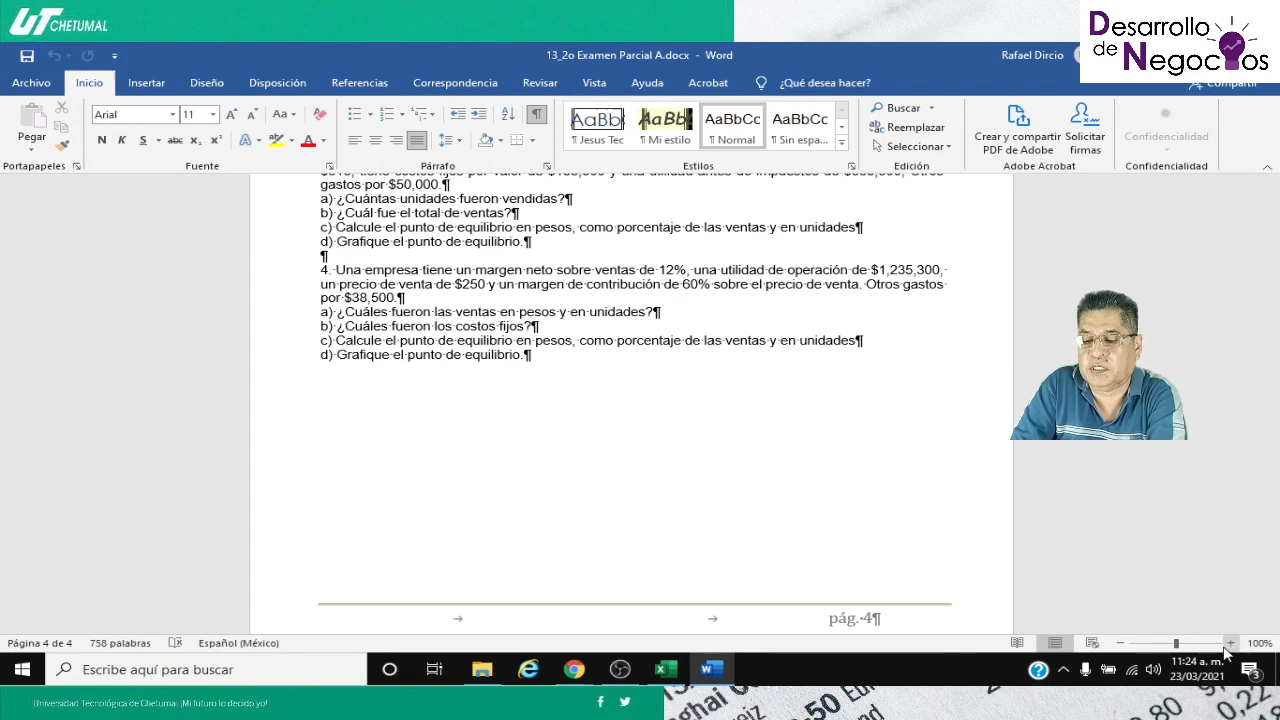 UT CHETUMAL
Desarrollo
de Negocios
13_2o Examen Parcial A.docx - Word
Rafael Dircio
Archivo Inicio Insertar Diseño Disposición Referencias Correspondencia Revisar Vista Ayuda Acrobat ¿Qué desea hacer? Compartir
Pegar
Arial 11
Aa
N K S abc x₂ A A
AaBb( AaBb AaBbCc AaBbCc
¶ Jesus Tec ¶ Mi estilo ¶ Normal ¶ Sin espa...
Buscar
Reemplazar
Seleccionar
Crear y compartir PDF de Adobe
Solicitar firmas
Confidencialidad
Portapapeles Fuente Párrafo Estilos Edición Adobe Acrobat Confidencialidad
gastos por $50,000.¶
a) ¿Cuántas unidades fueron vendidas?¶
b) ¿Cuál fue el total de ventas?¶
c) Calcule el punto de equilibrio en pesos, como porcentaje de las ventas y en unidades¶
d) Grafique el punto de equilibrio.¶
¶
4. Una empresa tiene un margen neto sobre ventas de 12%, una utilidad de operación de $1,235,300,
un precio de venta de $250 y un margen de contribución de 60% sobre el precio de venta. Otros gastos
por $38,500.¶
a) ¿Cuáles fueron las ventas en pesos y en unidades?¶
b) ¿Cuáles fueron los costos fijos?¶
c) Calcule el punto de equilibrio en pesos, como porcentaje de las ventas y en unidades¶
d) Grafique el punto de equilibrio.¶
pág. 4¶
Página 4 de 4 758 palabras Español (México) 100%
Escribe aquí para buscar
11:24 a. m.
23/03/2021
3
Universidad Tecnológica de Chetumal ¡Mi futuro lo decido yo!